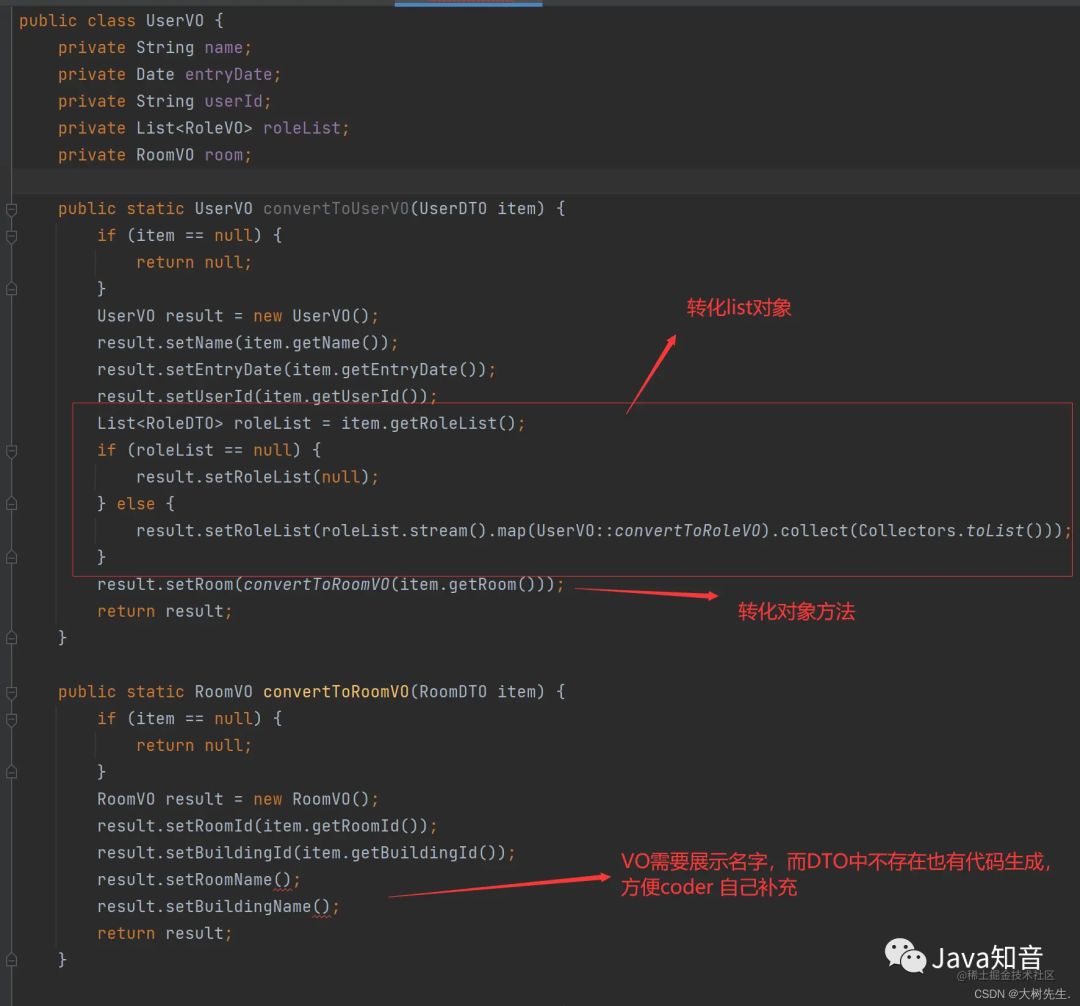 public class UserVO {
    private String name;
    private Date entryDate;
    private String userId;
    private List<RoleVO> roleList;
    private RoomVO room;
    public static UserVO convertToUserVO(UserDTO item) {
        if (item == null) {
            return null;
        }
        UserVO result = new UserVO();
        result.setName(item.getName());
        result.setEntryDate(item.getEntryDate());
        result.setUserId(item.getUserId());
转化list对象
        List<RoleDTO> roleList = item.getRoleList();
        if (roleList == null) {
            result.setRoleList(null);
        } else {
            result.setRoleList(roleList.stream().map(UserVO::convertToRoleVO).collect(Collectors.toList()));
        }
        result.setRoom(convertToRoomVO(item.getRoom()));
转化对象方法
        return result;
    }
    public static RoomVO convertToRoomVO(RoomDTO item) {
        if (item == null) {
            return null;
        }
        RoomVO result = new RoomVO();
        result.setRoomId(item.getRoomId());
        result.setBuildingId(item.getBuildingId());
        result.setRoomName();
        result.setBuildingName();
VO需要展示名字，而DTO中不存在也有代码生成，
方便coder 自己补充
        return result;
    }
Java知音
@稀土掘金技术社区
CSDN @大树先生.